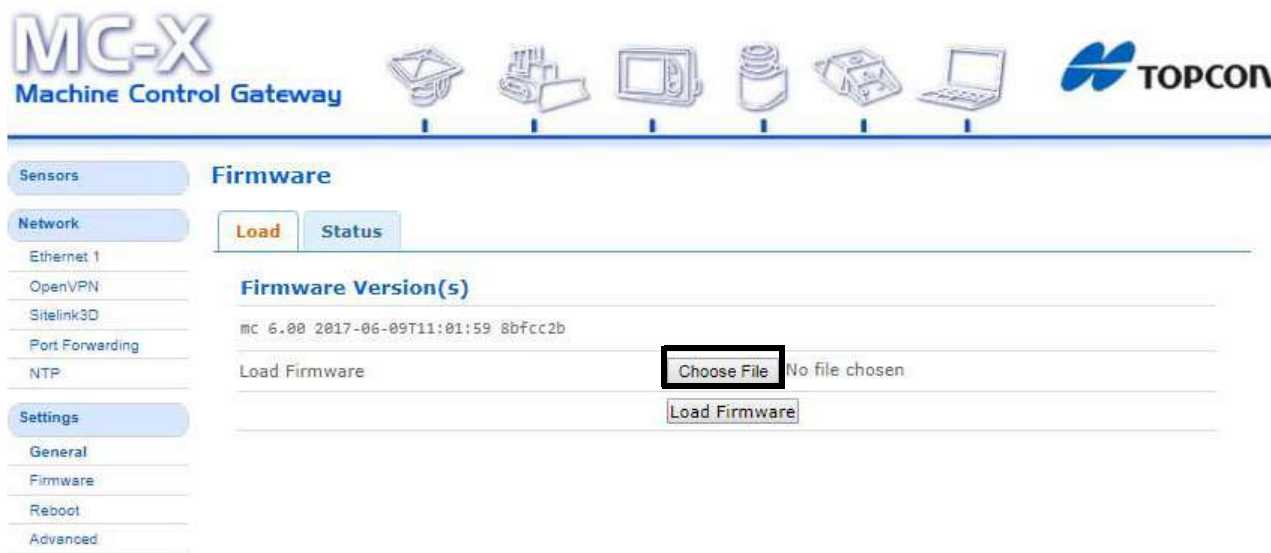 MC-X
Machine Control Gateway
TOPCON
Sensors
Network
Ethernet 1
OpenVPN
Sitelink3D
Port Forwarding
NTP
Settings
General
Firmware
Reboot
Advanced
Firmware
Load Status
Firmware Version(s)
mc 6.00 2017-06-09T11:01:59 8bfcc2b
Load Firmware Choose File No file chosen
Load Firmware